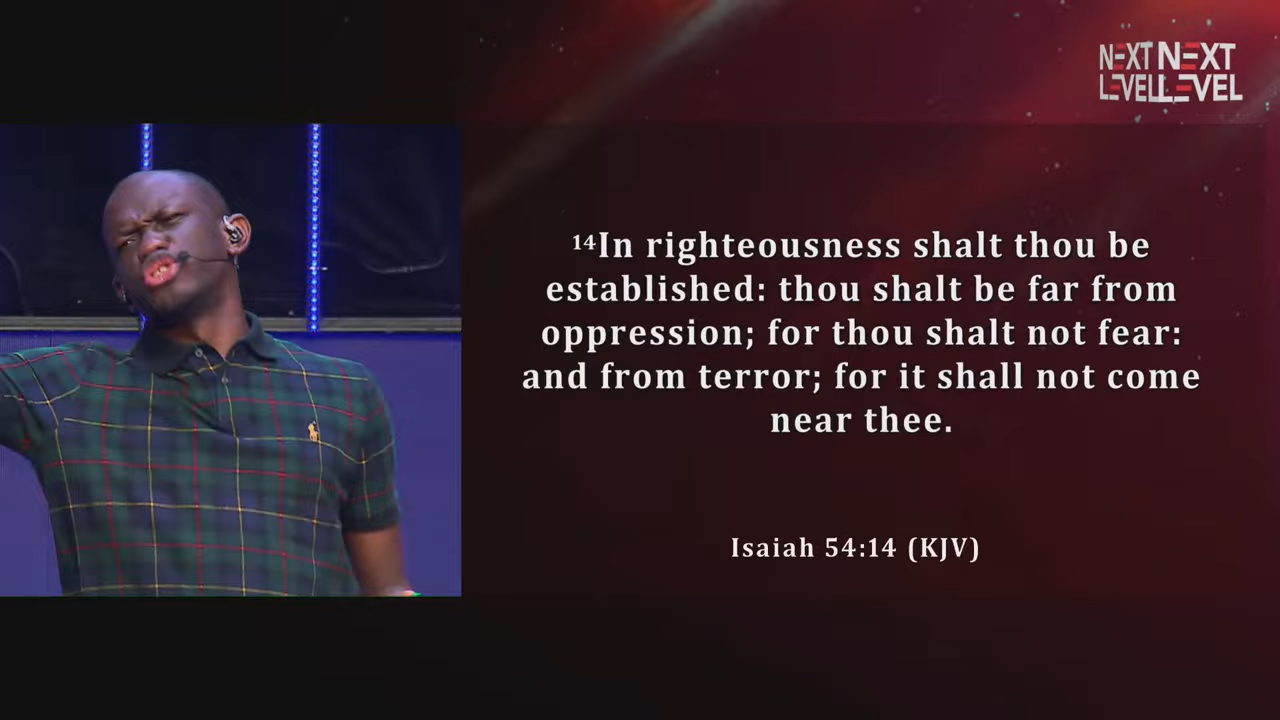 NEXT NEXT
LEVEL LEVEL
¹⁴In righteousness shalt thou be
established: thou shalt be far from
oppression; for thou shalt not fear:
and from terror; for it shall not come
near thee.
Isaiah 54:14 (KJV)